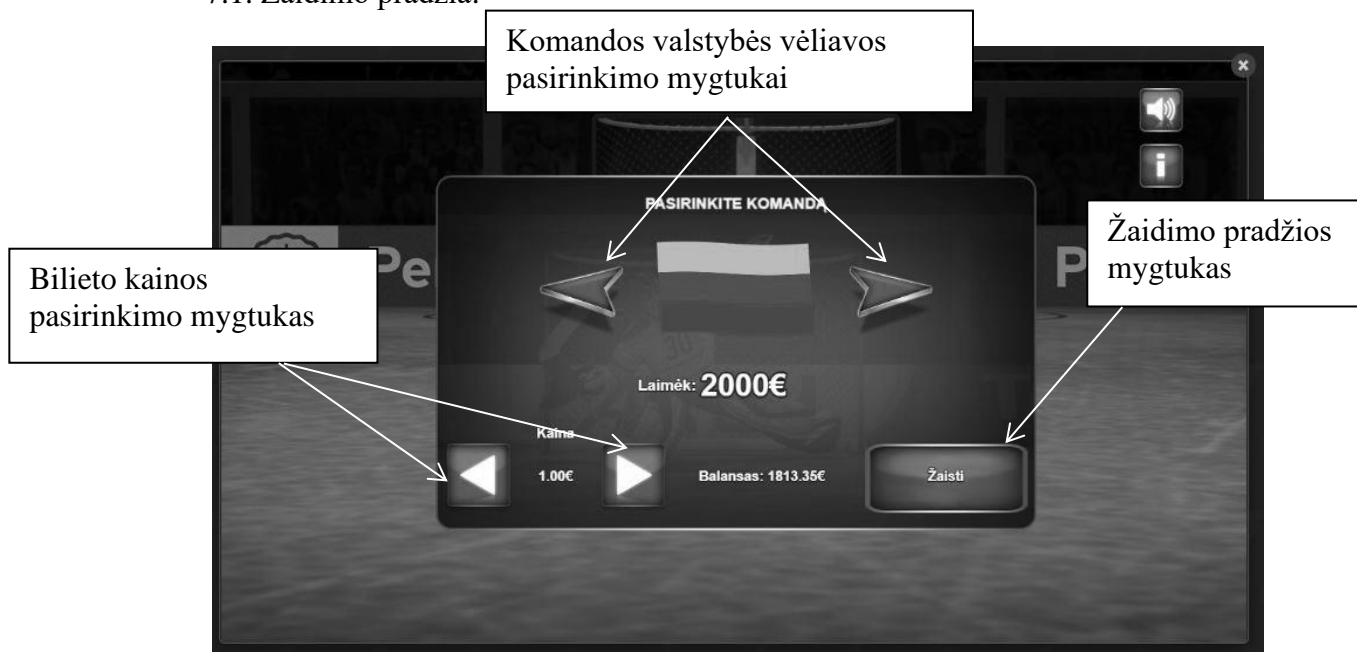 7.1. Žaidimo pradžia.
Komandos valstybės vėliavos
pasirinkimo mygtukai
PASIRINKITE KOMANDĄ
Žaidimo pradžios
mygtukas
Bilieto kainos
pasirinkimo mygtukas
Laimėk: 2000€
Kaina
1.00€
Balansas: 1813.35€
Žaisti